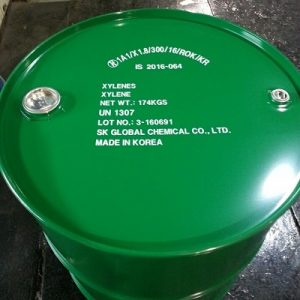 1A1/X1.8/300/16/ROK/KR
IS 2016-064
XYLENES
XYLENE
NET WT.: 174KGS
UN 1307
LOT NO.: 3-160691
SK GLOBAL CHEMICAL CO., LTD.
MADE IN KOREA